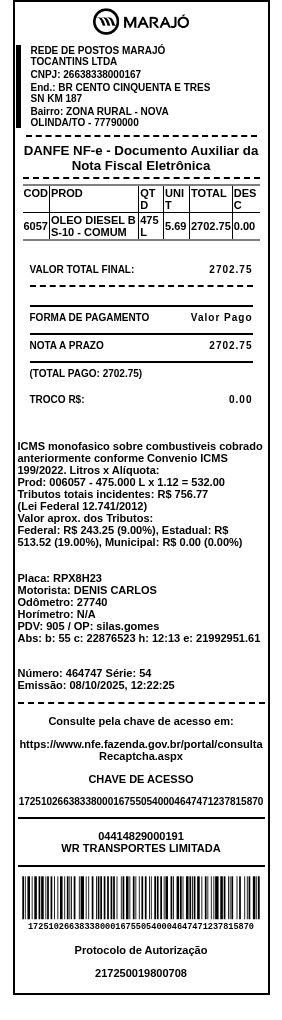 MARAJÓ
REDE DE POSTOS MARAJÓ
TOCANTINS LTDA
CNPJ: 26638338000167
End.: BR CENTO CINQUENTA E TRES
SN KM 187
Bairro: ZONA RURAL - NOVA
OLINDA/TO - 77790000
DANFE NF-e - Documento Auxiliar da
Nota Fiscal Eletrônica
COD PROD QTD UNIT TOTAL DESC
6057 OLEO DIESEL B S-10 - COMUM 475 L 5.69 2702.75 0.00
VALOR TOTAL FINAL: 2702.75
FORMA DE PAGAMENTO Valor Pago
NOTA A PRAZO 2702.75
(TOTAL PAGO: 2702.75)
TROCO R$: 0.00
ICMS monofasico sobre combustiveis cobrado
anteriormente conforme Convenio ICMS
199/2022. Litros x Alíquota:
Prod: 006057 - 475.000 L x 1.12 = 532.00
Tributos totais incidentes: R$ 756.77
(Lei Federal 12.741/2012)
Valor aprox. dos Tributos:
Federal: R$ 243.25 (9.00%), Estadual: R$
513.52 (19.00%), Municipal: R$ 0.00 (0.00%)
Placa: RPX8H23
Motorista: DENIS CARLOS
Odômetro: 27740
Horímetro: N/A
PDV: 905 / OP: silas.gomes
Abs: b: 55 c: 22876523 h: 12:13 e: 21992951.61
Número: 464747 Série: 54
Emissão: 08/10/2025, 12:22:25
Consulte pela chave de acesso em:
https://www.nfe.fazenda.gov.br/portal/consulta
Recaptcha.aspx
CHAVE DE ACESSO
17251026638338000167550540004647471237815870
04414829000191
WR TRANSPORTES LIMITADA
17251026638338000167550540004647471237815870
Protocolo de Autorização
217250019800708